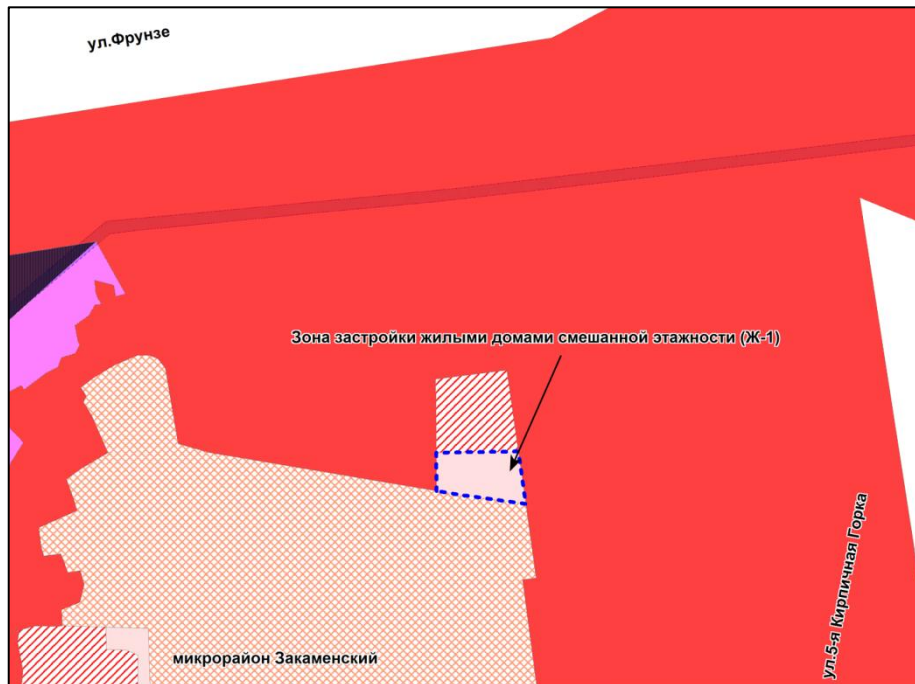 ул.Фрунзе
Зона застройки жилыми домами смешанной этажности (Ж-1)
ул.5-я Кирпичная Горка
микрорайон Закаменский